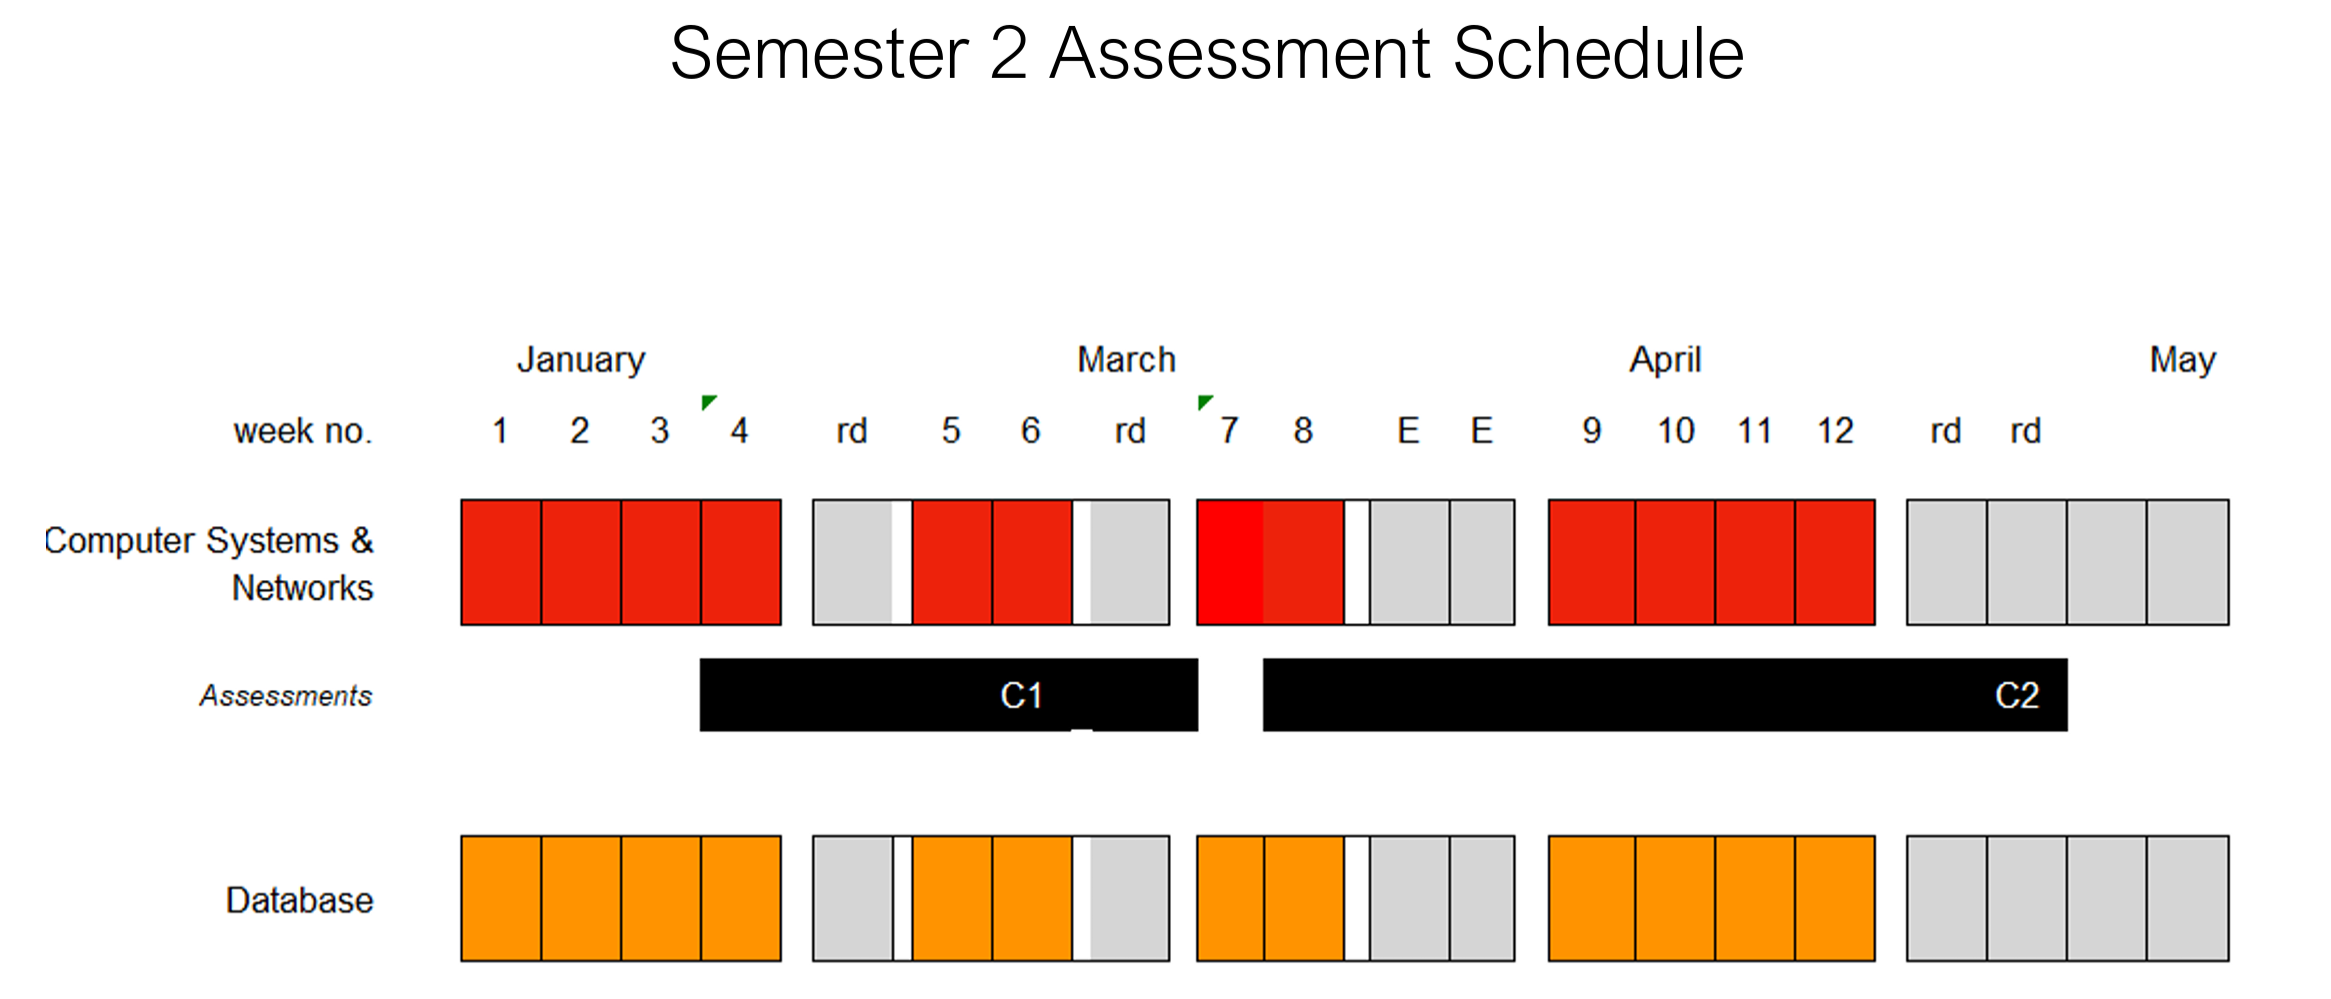 Semester 2 Assessment Schedule
January March April May
week no. 1 2 3 4 rd 5 6 rd 7 8 E E 9 10 11 12 rd rd
Computer Systems &
Networks
Assessments C1 C2
Database